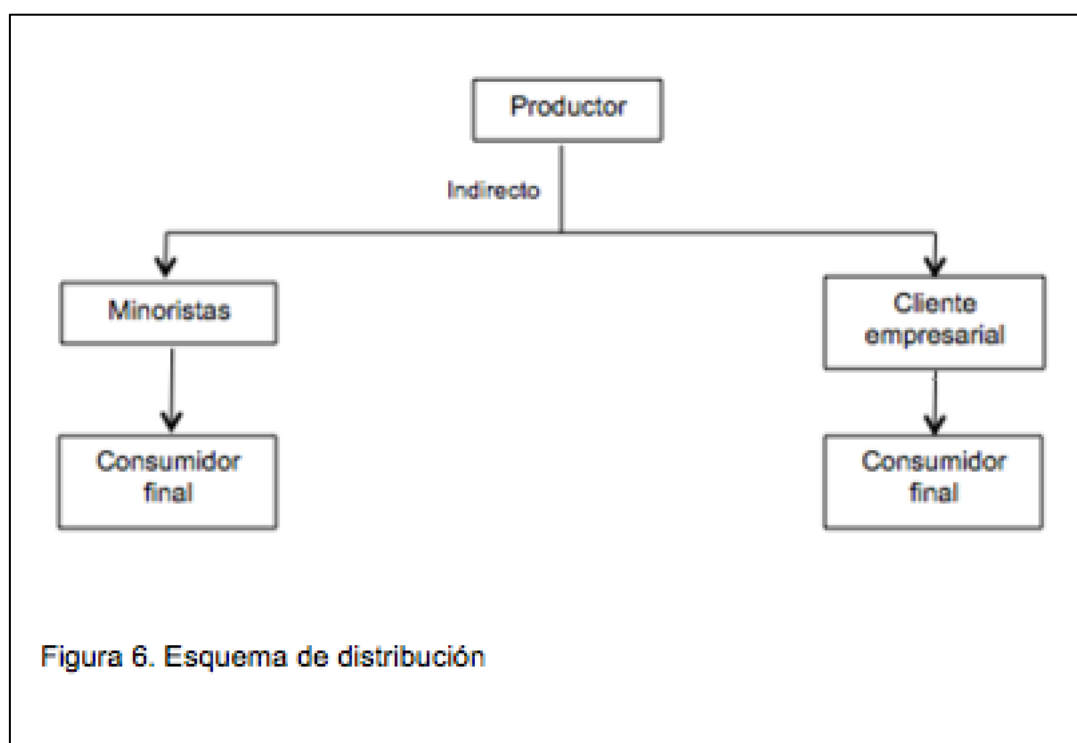 Productor
Indirecto
Minoristas
Cliente
empresarial
Consumidor
final
Consumidor
final
Figura 6. Esquema de distribución